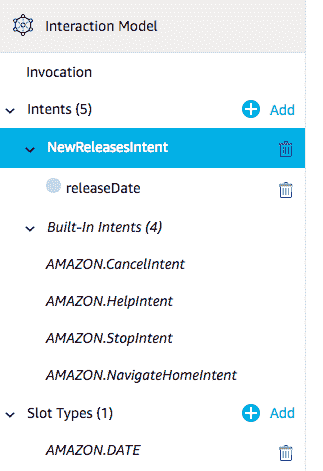 Interaction Model
Invocation
Intents (5)
Add
NewReleasesIntent
releaseDate
Built-In Intents (4)
AMAZON.CancelIntent
AMAZON.HelpIntent
AMAZON.StopIntent
AMAZON.NavigateHomeIntent
Slot Types (1)
Add
AMAZON.DATE